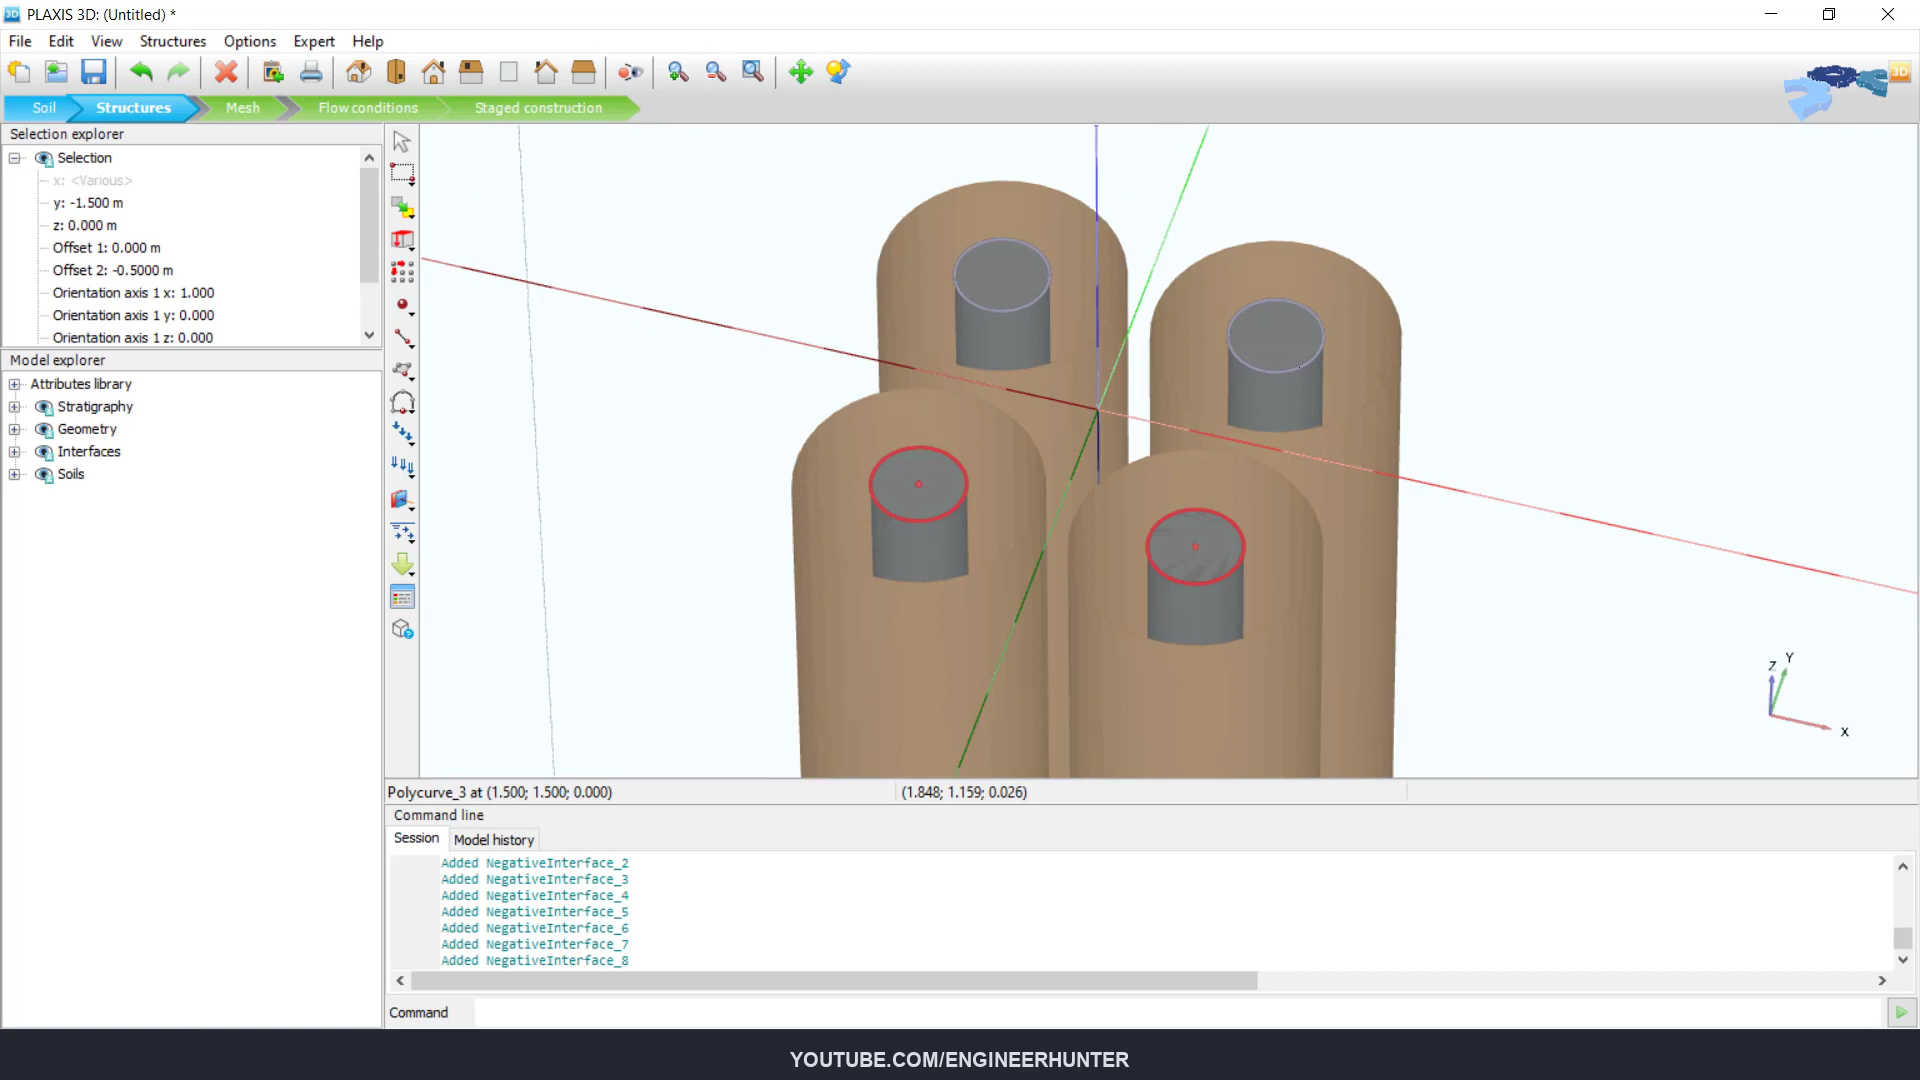 PLAXIS 3D: (Untitled) *
File Edit View Structures Options Expert Help
3D
Soil Structures Mesh Flow conditions Staged construction
Selection explorer
Selection
x: <Various>
y: -1.500 m
z: 0.000 m
Offset 1: 0.000 m
Offset 2: -0.5000 m
Orientation axis 1 x: 1.000
Orientation axis 1 y: 0.000
Orientation axis 1 z: 0.000
Model explorer
Attributes library
Stratigraphy
Geometry
Interfaces
Soils
Z Y
X
Polycurve_3 at (1.500; 1.500; 0.000) (1.848; 1.159; 0.026)
Command line
Session Model history
Added NegativeInterface_2
Added NegativeInterface_3
Added NegativeInterface_4
Added NegativeInterface_5
Added NegativeInterface_6
Added NegativeInterface_7
Added NegativeInterface_8
Command
YOUTUBE.COM/ENGINEERHUNTER